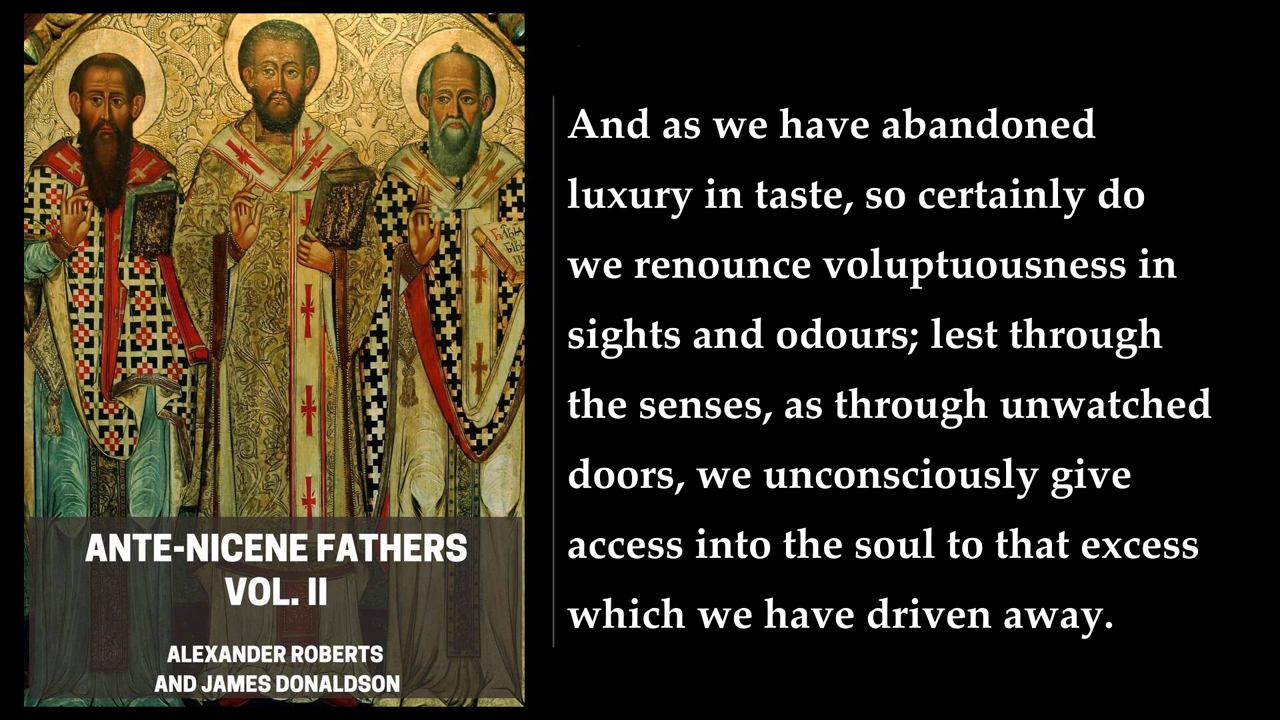 ANTE-NICENE FATHERS
VOL. II
ALEXANDER ROBERTS
AND JAMES DONALDSON
And as we have abandoned
luxury in taste, so certainly do
we renounce voluptuousness in
sights and odours; lest through
the senses, as through unwatched
doors, we unconsciously give
access into the soul to that excess
which we have driven away.